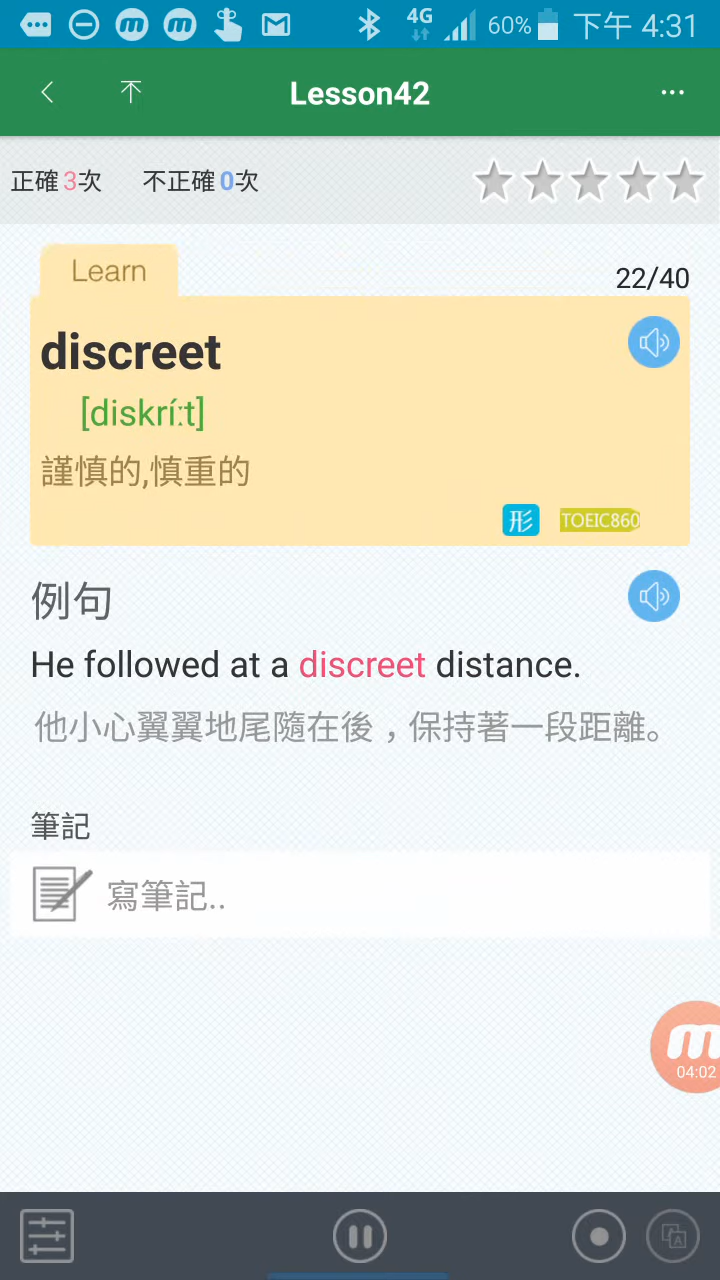 4G 60% 下午 4:31
Lesson42
正確3次 不正確0次
Learn
22/40
discreet
[diskríːt]
謹慎的,慎重的
形 TOEIC860
例句
He followed at a discreet distance.
他小心翼翼地尾隨在後，保持著一段距離。
筆記
寫筆記..
04:02